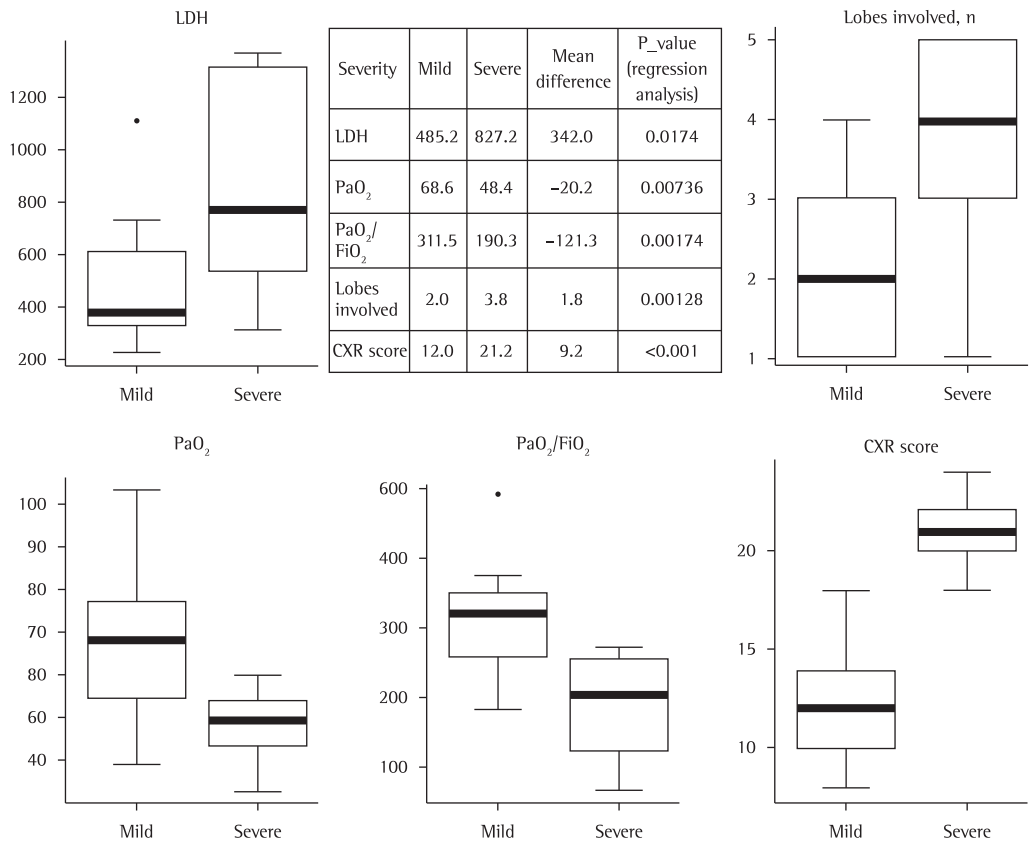 LDH
1200
1000
800
600
400
200
Mild Severe
Severity Mild Severe Mean difference P_value (regression analysis)
LDH 485.2 827.2 342.0 0.0174
PaO₂ 68.6 48.4 –20.2 0.00736
PaO₂/FiO₂ 311.5 190.3 –121.3 0.00174
Lobes involved 2.0 3.8 1.8 0.00128
CXR score 12.0 21.2 9.2 <0.001
Lobes involved, n
5
4
3
2
1
Mild Severe
PaO₂
100
90
80
70
80
60
40
Mild Severe
PaO₂/FiO₂
600
400
300
200
100
Mild Severe
CXR score
20
15
10
Mild Severe